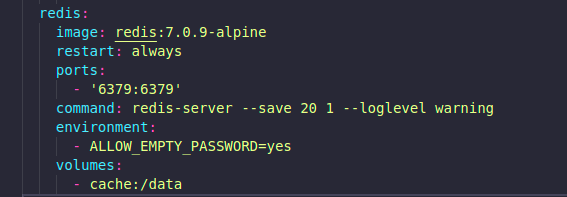 redis:
image: redis:7.0.9-alpine
restart: always
ports:
- '6379:6379'
command: redis-server --save 20 1 --loglevel warning
environment:
- ALLOW_EMPTY_PASSWORD=yes
volumes:
- cache:/data